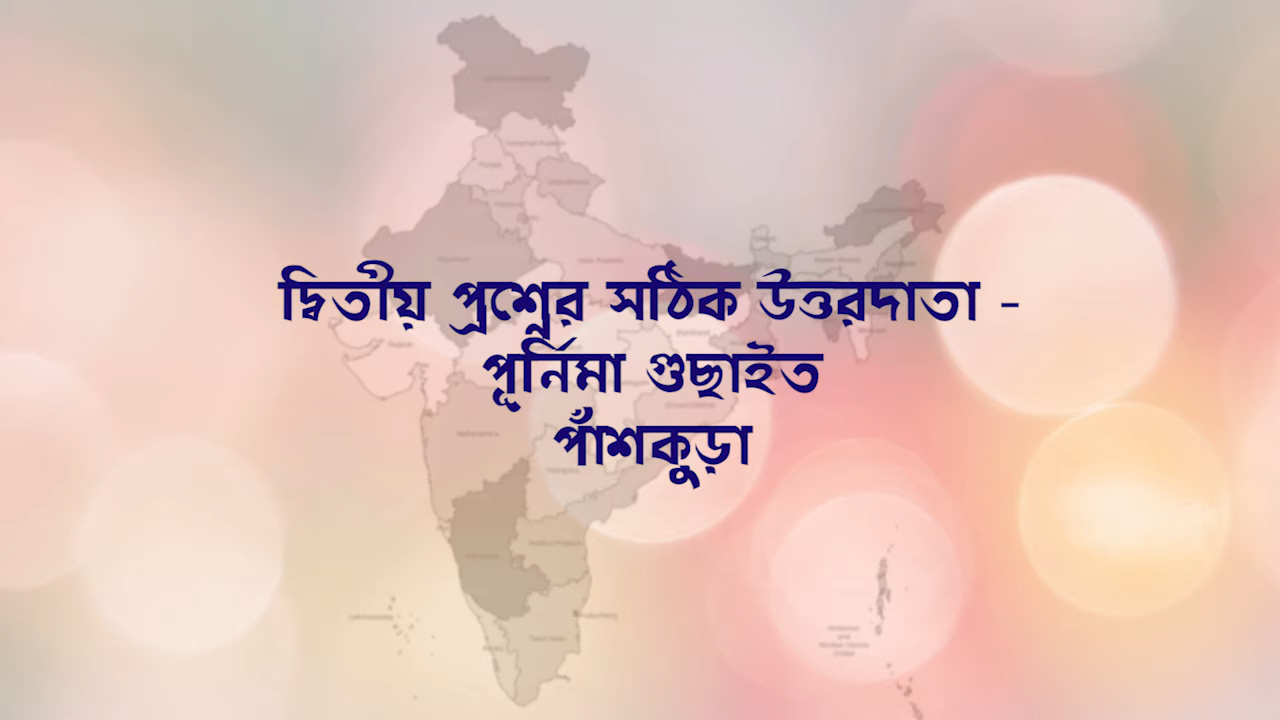 দ্বিতীয় প্রশ্নের সঠিক উত্তরদাতা -
পূর্নিমা গুছাইত
পাঁশকুড়া